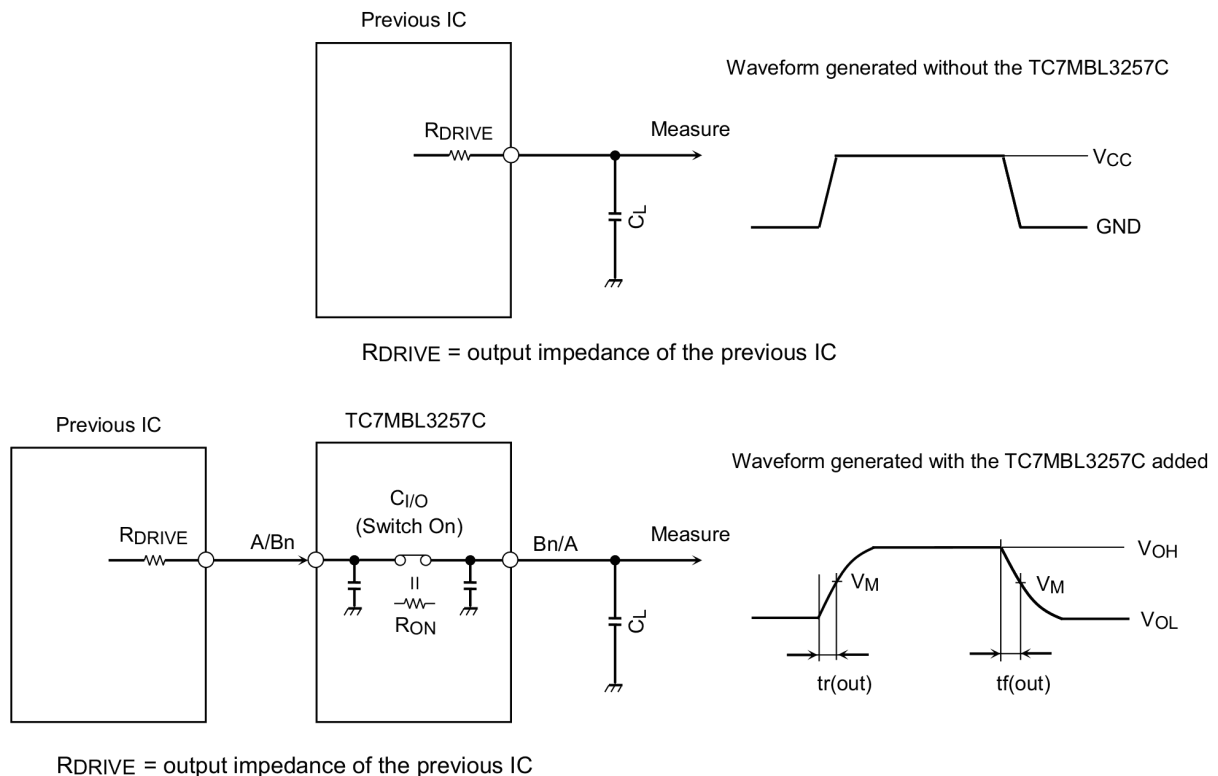 Previous IC
Waveform generated without the TC7MBL3257C
RDRIVE
Measure
VCC
CL
GND
RDRIVE = output impedance of the previous IC
Previous IC
TC7MBL3257C
Waveform generated with the TC7MBL3257C added
CI/O
(Switch On)
RDRIVE
A/Bn
Bn/A
Measure
VOH
VM
VM
=
RON
CL
VOL
tr(out)
tf(out)
RDRIVE = output impedance of the previous IC